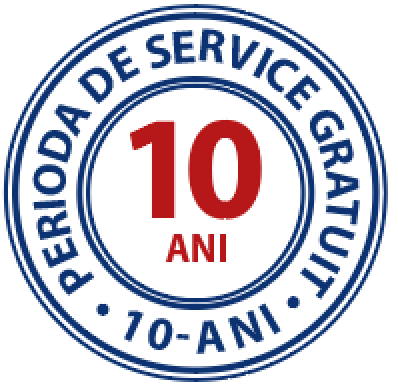 PERIODA DE SERVICE GRATUIT
10
ANI
• 10-ANI •